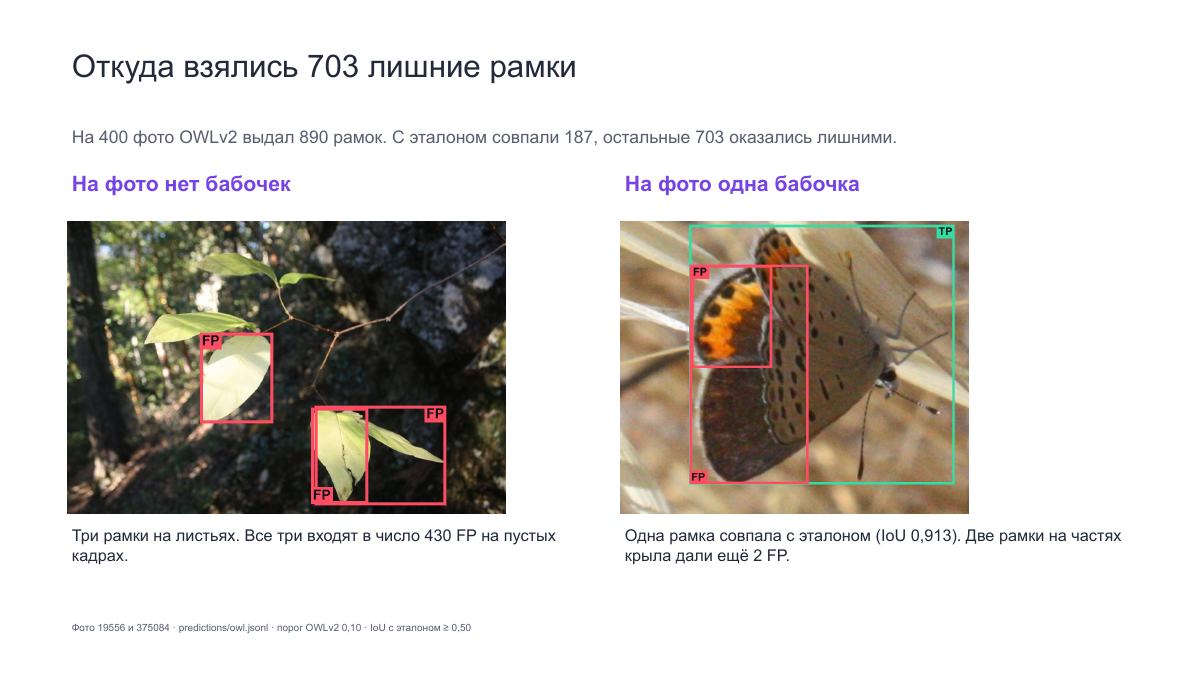 Откуда взялись 703 лишние рамки
На 400 фото OWLv2 выдал 890 рамок. С эталоном совпали 187, остальные 703 оказались лишними.
На фото нет бабочек
FP
FP
FP
Три рамки на листьях. Все три входят в число 430 FP на пустых
кадрах.
На фото одна бабочка
TP
FP
FP
Одна рамка совпала с эталоном (IoU 0,913). Две рамки на частях
крыла дали ещё 2 FP.
Фото 19556 и 375084 · predictions/owl.jsonl · порог OWLv2 0,10 · IoU с эталоном ≥ 0,50